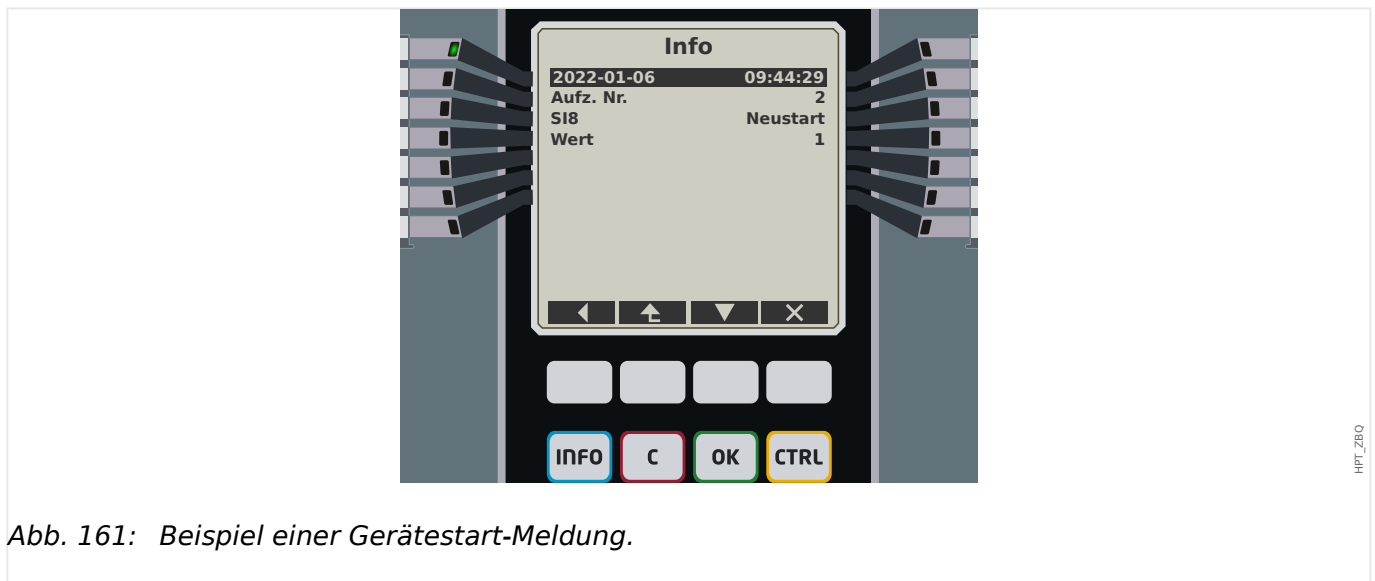 Info
2022-01-06 09:44:29
Aufz. Nr. 2
SI8 Neustart
Wert 1
INFO C OK CTRL
HPT_ZBQ
Abb. 161: Beispiel einer Gerätestart-Meldung.